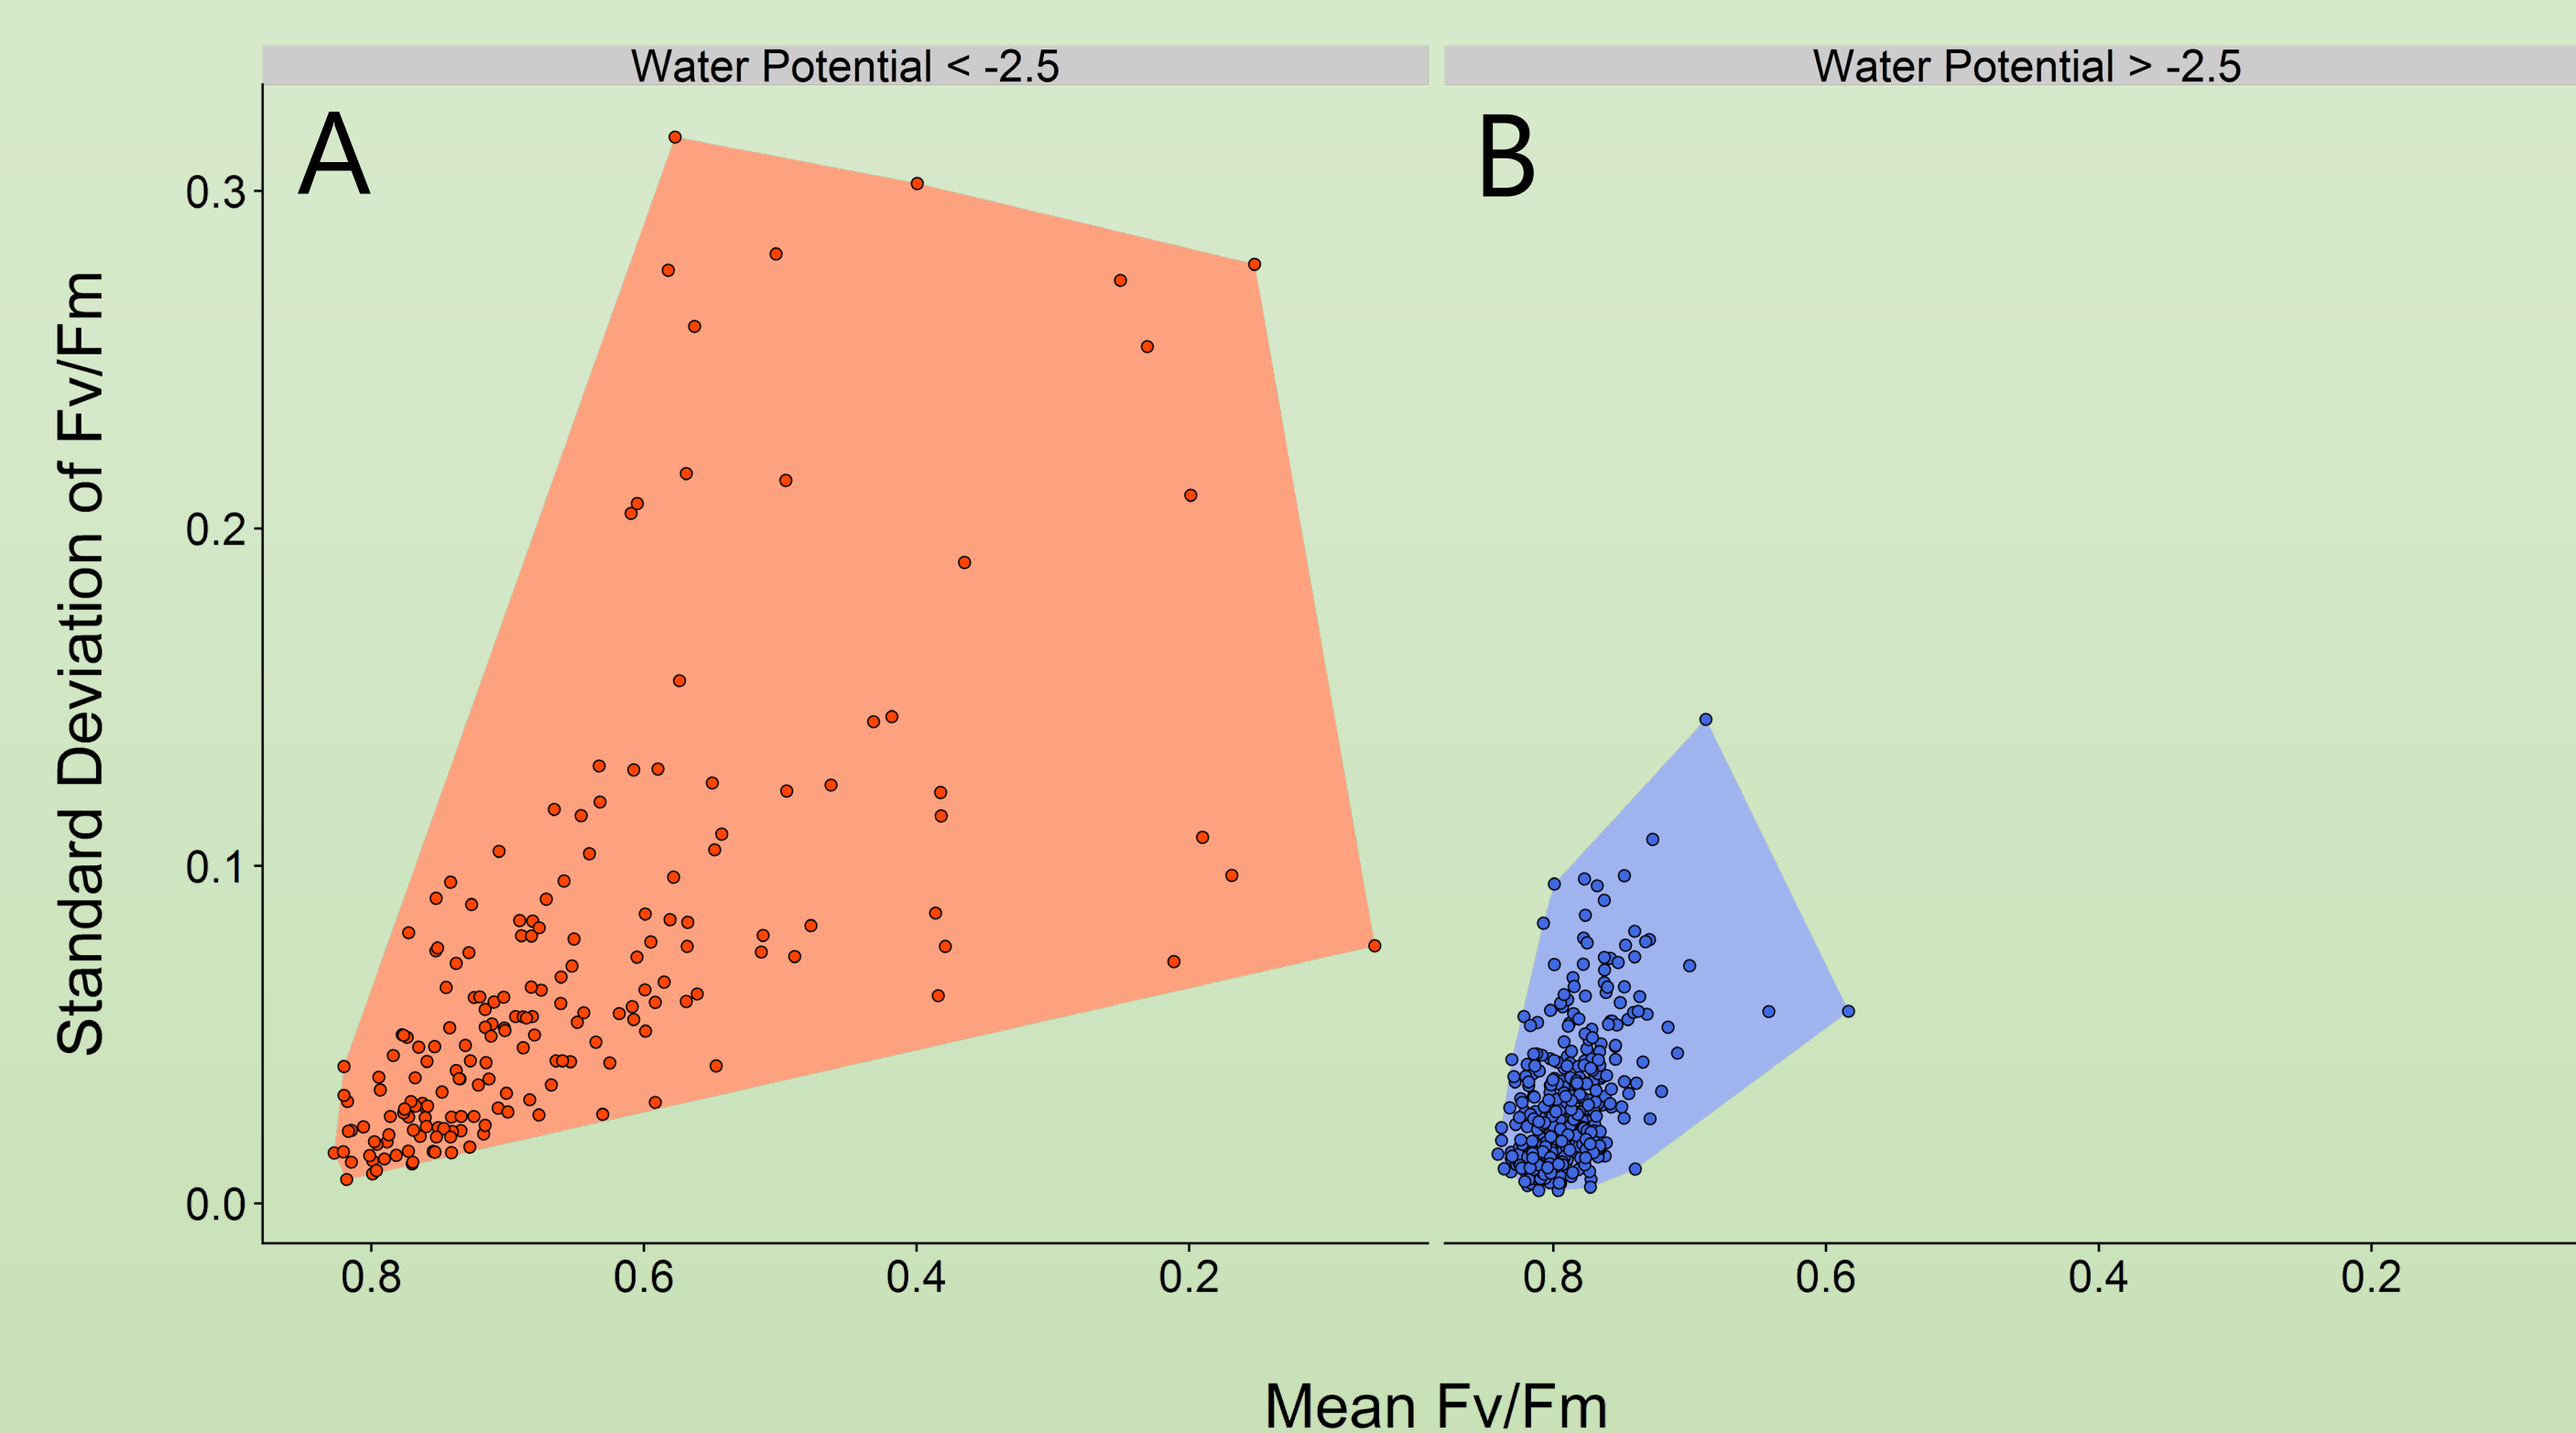 Water Potential < -2.5
Water Potential > -2.5
A
B
Standard Deviation of Fv/Fm
0.3
0.2
0.1
0.0
0.8 0.6 0.4 0.2
0.8 0.6 0.4 0.2
Mean Fv/Fm